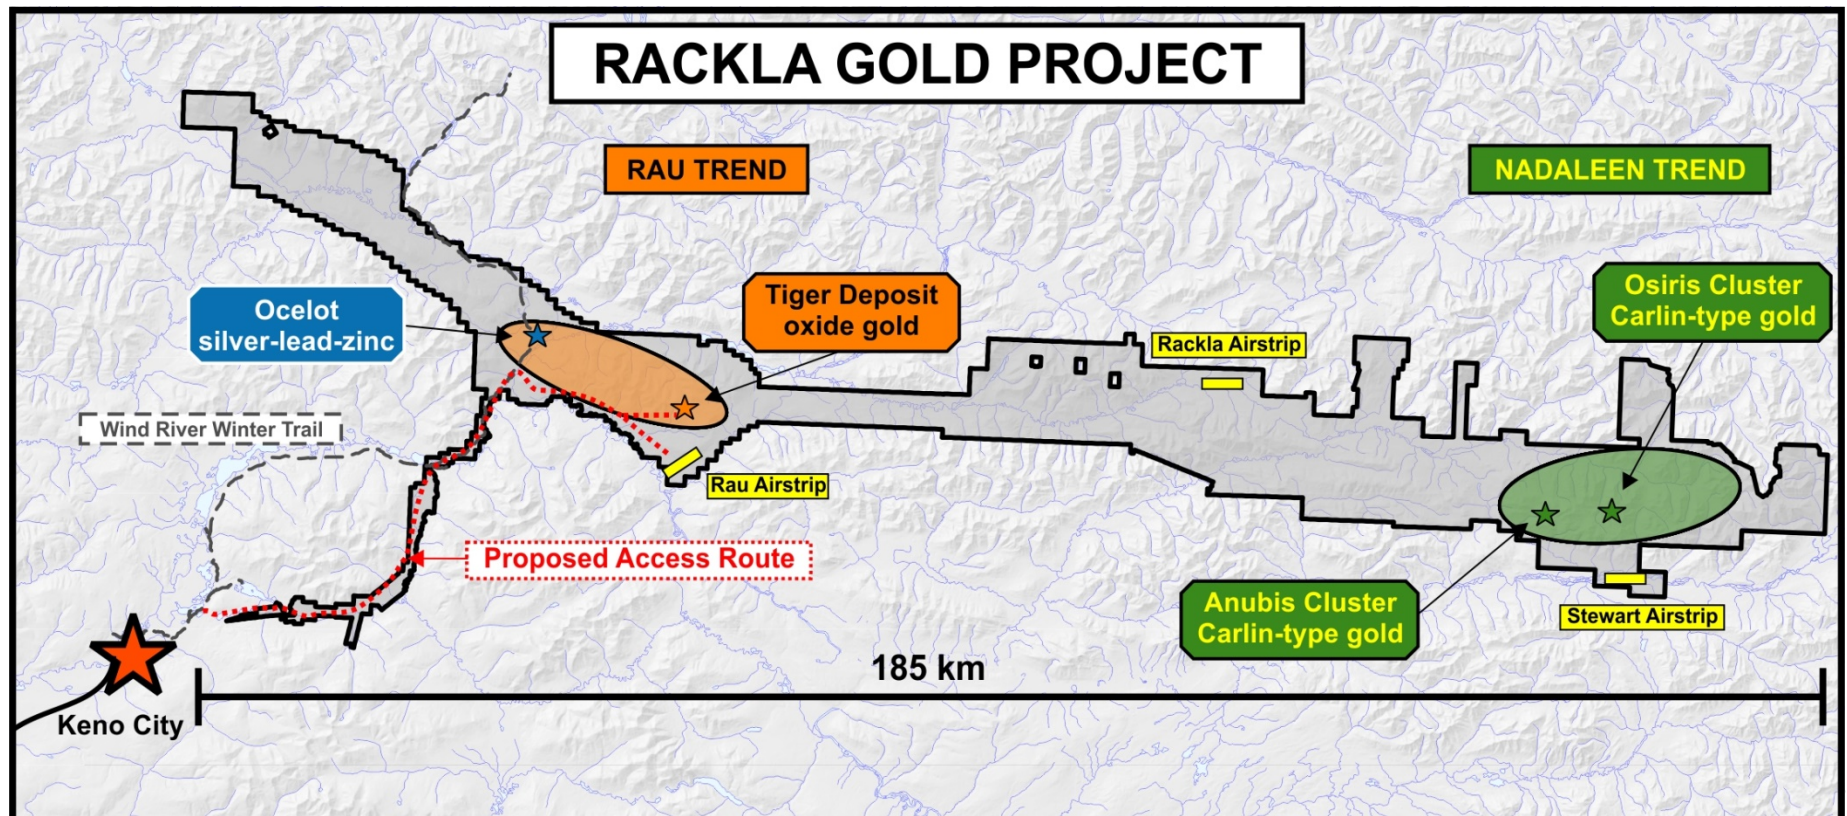 RACKLA GOLD PROJECT
RAU TREND
NADALEEN TREND
Ocelot
silver-lead-zinc
Tiger Deposit
oxide gold
Osiris Cluster
Carlin-type gold
Rackla Airstrip
Wind River Winter Trail
Rau Airstrip
Proposed Access Route
Anubis Cluster
Carlin-type gold
Stewart Airstrip
185 km
Keno City